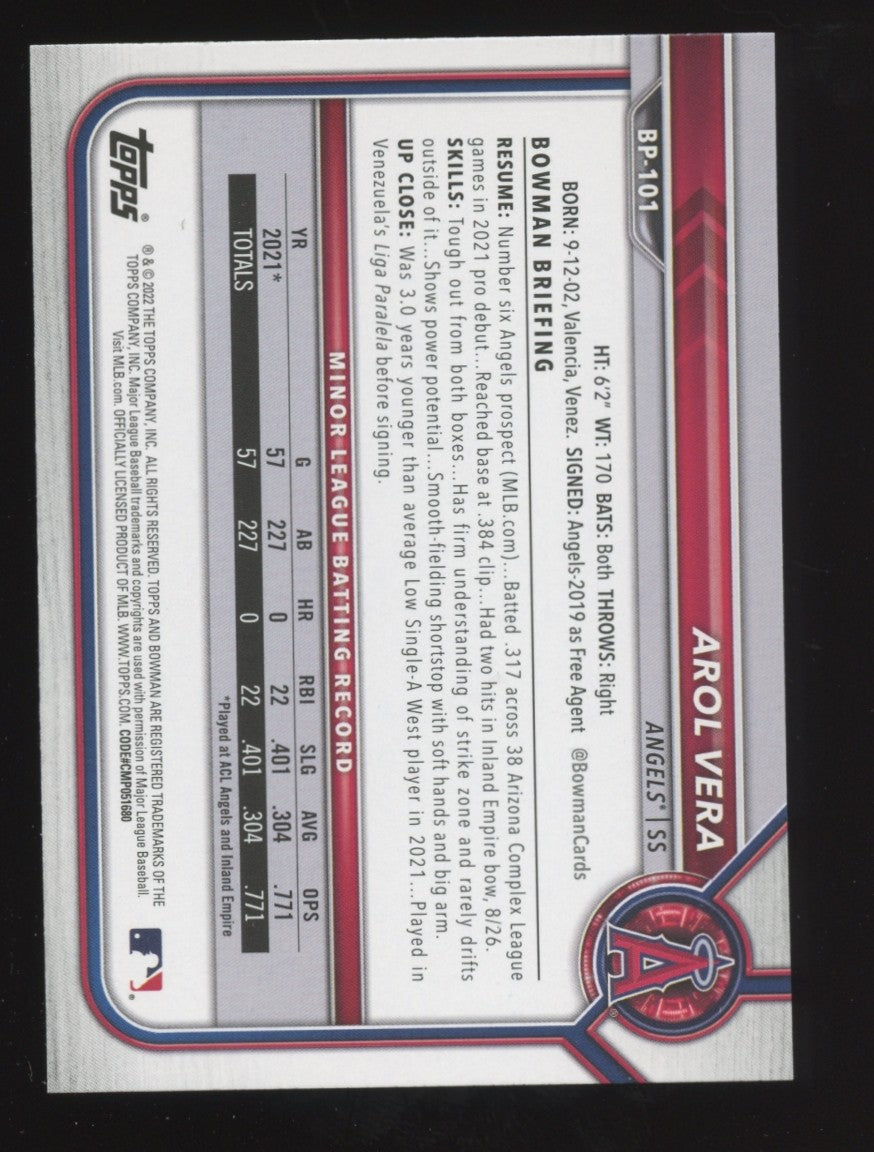 BP-101
AROL VERA
ANGELS® | SS
HT: 6'2" WT: 170 BATS: Both THROWS: Right
BORN: 9-12-02, Valencia, Venez. SIGNED: Angels-2019 as Free Agent @BowmanCards
BOWMAN BRIEFING
RESUME: Number six Angels prospect (MLB.com)...Batted .317 across 38 Arizona Complex League
games in 2021 pro debut...Reached base at .384 clip...Had two hits in Inland Empire bow, 8/26.
SKILLS: Tough out from both boxes...Has firm understanding of strike zone and rarely drifts
outside of it...Shows power potential...Smooth-fielding shortstop with soft hands and big arm.
UP CLOSE: Was 3.0 years younger than average Low Single-A West player in 2021...Played in
Venezuela's Liga Paralela before signing.
MINOR LEAGUE BATTING RECORD
YR G AB HR RBI SLG AVG OPS
2021* 57 227 0 22 .401 .304 .771
TOTALS 57 227 0 22 .401 .304 .771
*Played at ACL Angels and Inland Empire
topps®
® & © 2022 THE TOPPS COMPANY, INC. ALL RIGHTS RESERVED. TOPPS AND BOWMAN ARE REGISTERED TRADEMARKS OF THE
TOPPS COMPANY, INC. Major League Baseball trademarks and copyrights are used with permission of Major League Baseball.
Visit MLB.com. OFFICIALLY LICENSED PRODUCT OF MLB. WWW.TOPPS.COM. CODE#CMP051680